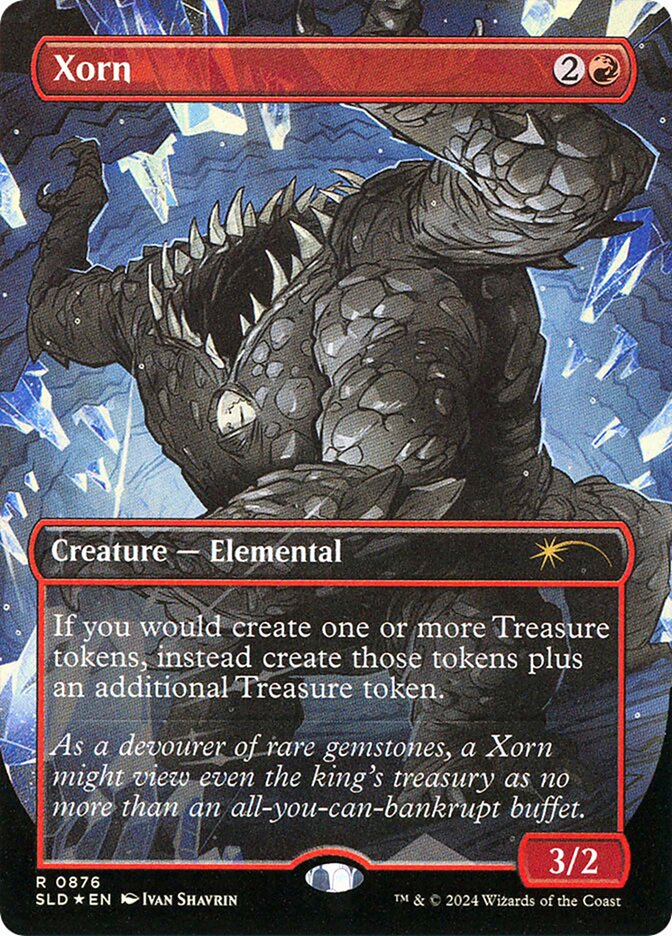 Xorn 2
Creature — Elemental
If you would create one or more Treasure
tokens, instead create those tokens plus
an additional Treasure token.
As a devourer of rare gemstones, a Xorn
might view even the king's treasury as no
more than an all-you-can-bankrupt buffet.
3/2
R 0876
SLD ★ EN Ivan Shavrin
™ & © 2024 Wizards of the Coast